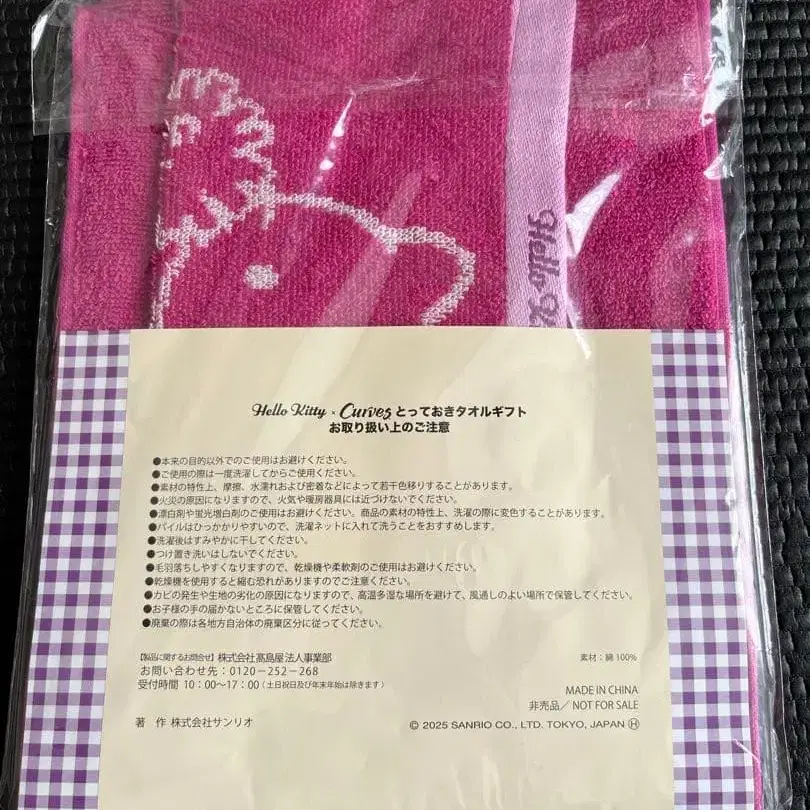 Hello
Hello Kitty × Curves とっておきタオルギフト
お取り扱い上のご注意
●本来の目的以外でのご使用はお避けください。
●ご使用の際は一度洗濯してからご使用ください。
●素材の特性上、摩擦、水濡れおよび密着などによって若干色移りすることがあります。
●火災の原因になりますので、火気や暖房器具には近づけないでください。
●漂白剤や蛍光増白剤のご使用はお避けください。商品の素材の特性上、洗濯の際に変色することがあります。
●パイルはひっかかりやすいので、洗濯ネットに入れて洗うことをおすすめします。
●洗濯後はすみやかに干してください。
●つけ置き洗いはしないでください。
●毛羽落ちしやすくなりますので、乾燥機や柔軟剤のご使用はお避けください。
●乾燥機を使用すると縮む恐れがありますのでご注意ください。
●カビの発生や生地の劣化の原因になりますので、高温多湿な場所を避けて、風通しのよい場所で保管してください。
●お子様の手の届かないところに保管してください。
●廃棄の際は各地方自治体の廃棄区分に従ってください。
【製品に関するお問合せ】株式会社髙島屋 法人事業部
お問い合わせ先：0120－252－268
受付時間 10：00～17：00（土日祝日及び年末年始は除きます）
素材：綿 100%
MADE IN CHINA
非売品／NOT FOR SALE
著　作 株式会社サンリオ
© 2025 SANRIO CO., LTD. TOKYO, JAPAN Ⓗ